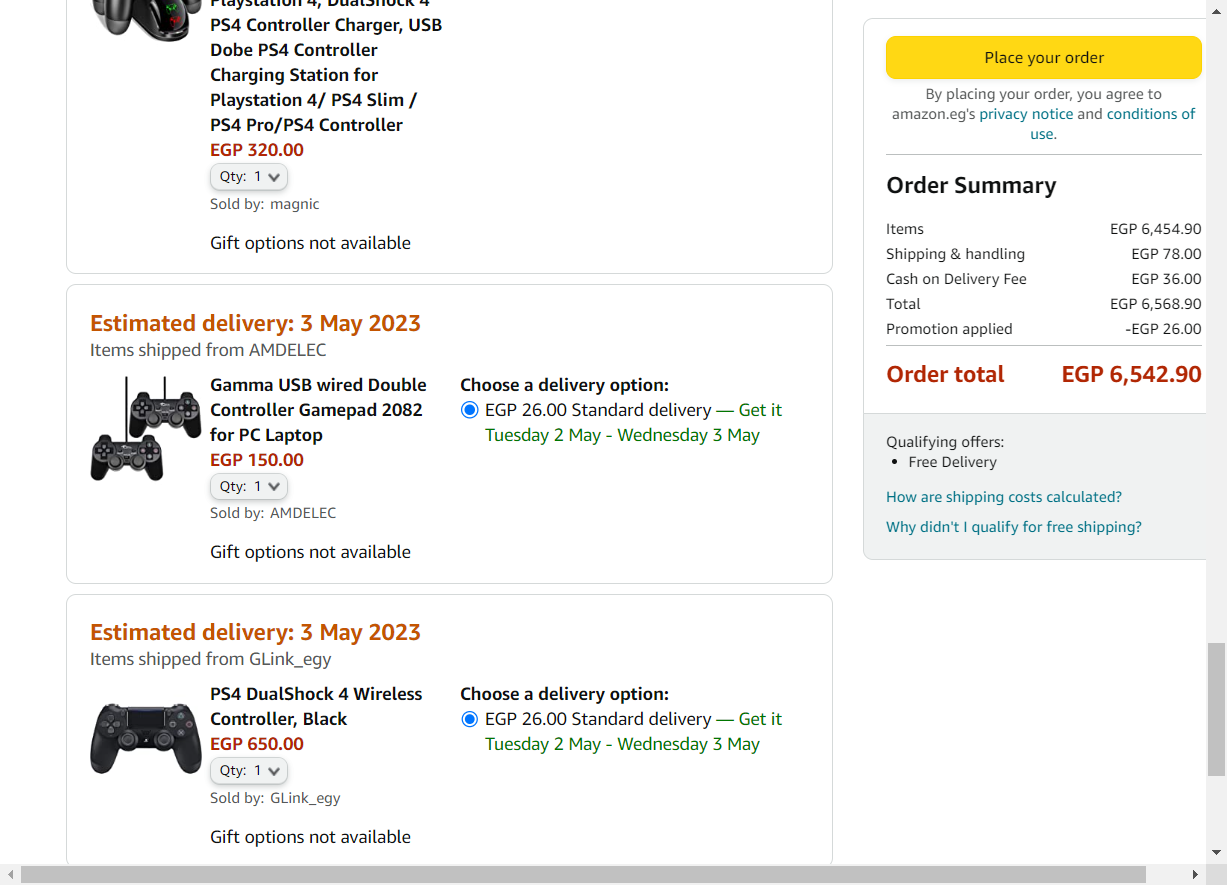 Playstation 4, DualShock 4
PS4 Controller Charger, USB
Dobe PS4 Controller
Charging Station for
Playstation 4/ PS4 Slim /
PS4 Pro/PS4 Controller
EGP 320.00
Qty: 1
Sold by: magnic
Gift options not available
Estimated delivery: 3 May 2023
Items shipped from AMDELEC
Gamma USB wired Double
Controller Gamepad 2082
for PC Laptop
EGP 150.00
Qty: 1
Sold by: AMDELEC
Gift options not available
Choose a delivery option:
EGP 26.00 Standard delivery — Get it
Tuesday 2 May - Wednesday 3 May
Estimated delivery: 3 May 2023
Items shipped from GLink_egy
PS4 DualShock 4 Wireless
Controller, Black
EGP 650.00
Qty: 1
Sold by: GLink_egy
Gift options not available
Choose a delivery option:
EGP 26.00 Standard delivery — Get it
Tuesday 2 May - Wednesday 3 May
Place your order
By placing your order, you agree to
amazon.eg's privacy notice and conditions of
use.
Order Summary
Items EGP 6,454.90
Shipping & handling EGP 78.00
Cash on Delivery Fee EGP 36.00
Total EGP 6,568.90
Promotion applied -EGP 26.00
Order total EGP 6,542.90
Qualifying offers:
• Free Delivery
How are shipping costs calculated?
Why didn't I qualify for free shipping?